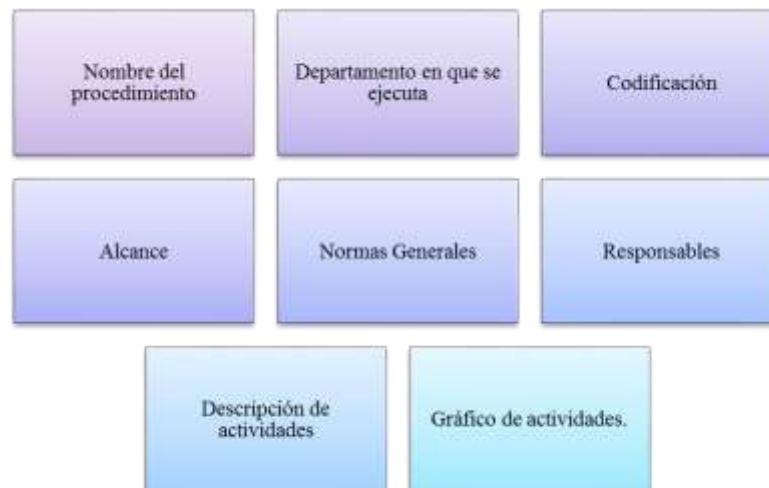 Nombre del
procedimiento
Departamento en que se
ejecuta
Codificación
Alcance
Normas Generales
Responsables
Descripción de
actividades
Gráfico de actividades.